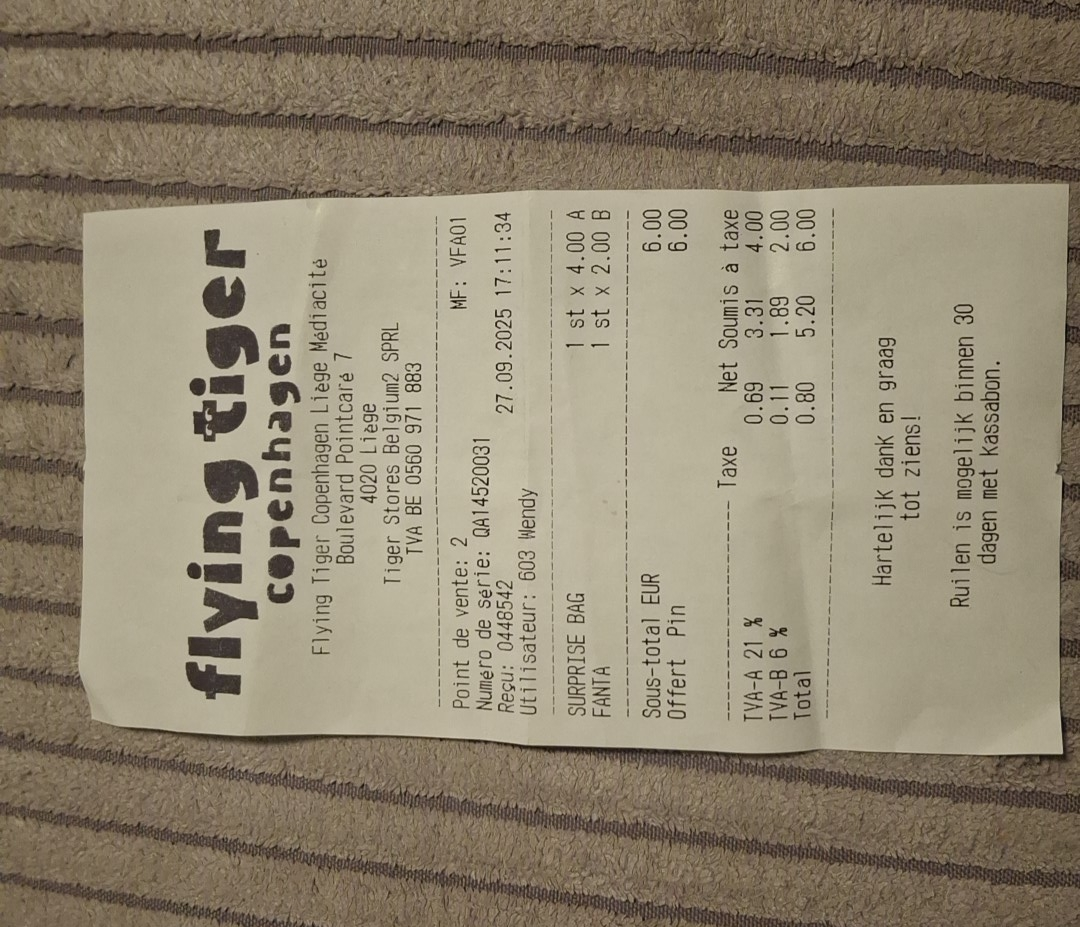 flying tiger
copenhagen
Flying Tiger Copenhagen Liège Médiacité
Boulevard Pointcaré 7
4020 Liège
Tiger Stores Belgium2 SPRL
TVA BE 0560 971 883
Point de vente: 2 MF: VFA01
Numéro de série: QA14520031
Reçu: 0448542 27.09.2025 17:11:34
Utilisateur: 603 Wendy
SURPRISE BAG 1 st x 4.00 A
FANTA 1 st x 2.00 B
Sous-total EUR 6.00
Offert Pin 6.00
Taxe Net Soumis à taxe
TVA-A 21 % 0.69 3.31 4.00
TVA-B 6 % 0.11 1.89 2.00
Total 0.80 5.20 6.00
Hartelijk dank en graag
tot ziens!
Ruilen is mogelijk binnen 30
dagen met kassabon.